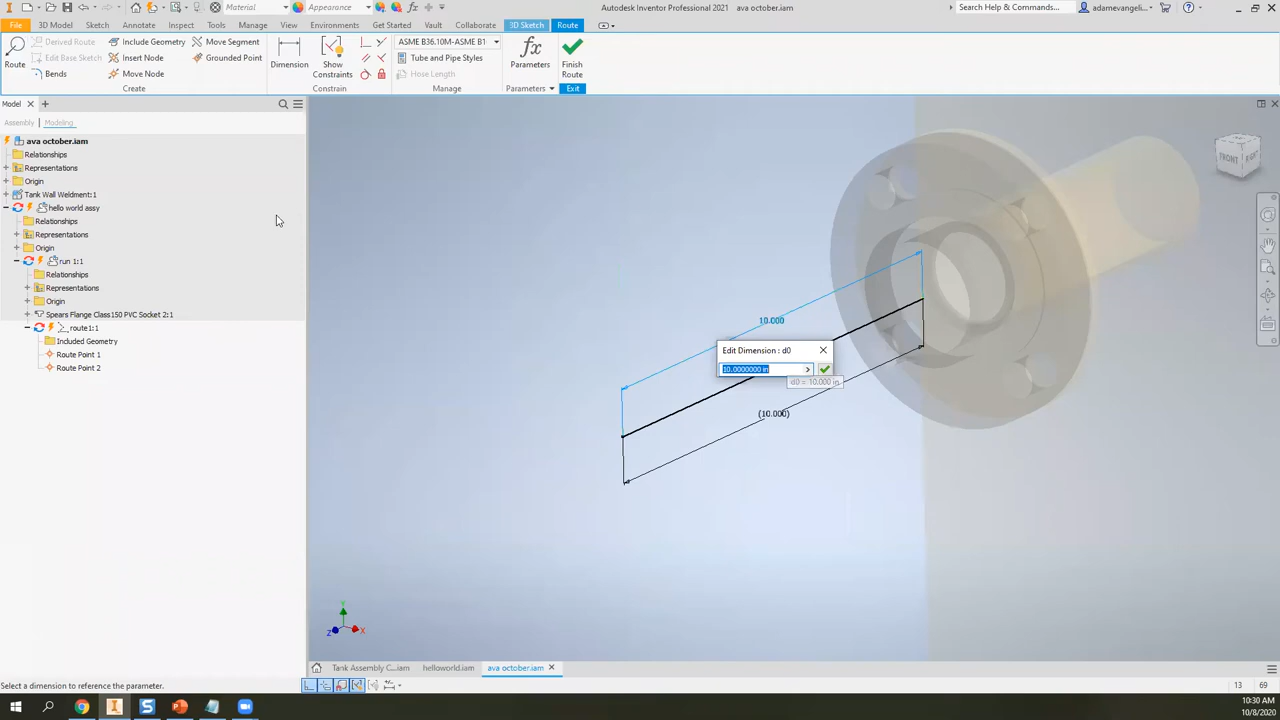 Material
Appearance
Autodesk Inventor Professional 2021 ava october.iam
Search Help & Commands...
adamevangeli...
File
3D Model
Sketch
Annotate
Inspect
Tools
Manage
View
Environments
Get Started
Vault
Collaborate
3D Sketch
Route
Route
Derived Route
Edit Base Sketch
Bends
Include Geometry
Insert Node
Move Node
Move Segment
Grounded Point
Create
Dimension
Show Constraints
Constrain
ASME B36.10M-ASME B1
Tube and Pipe Styles
Hose Length
Manage
fx
Parameters
Parameters
Finish Route
Exit
Model
Assembly
Modeling
ava october.iam
Relationships
Representations
Origin
Tank Wall Weldment:1
hello world assy
Relationships
Representations
Origin
run 1:1
Relationships
Representations
Origin
Spears Flange Class150 PVC Socket 2:1
route1:1
Included Geometry
Route Point 1
Route Point 2
FRONT
RIGHT
10.000
Edit Dimension : d0
10.0000000 in
d0 = 10.000 in
(10.000)
Y
Z
X
Tank Assembly C...iam
helloworld.iam
ava october.iam
Select a dimension to reference the parameter.
13
69
10:30 AM
10/8/2020